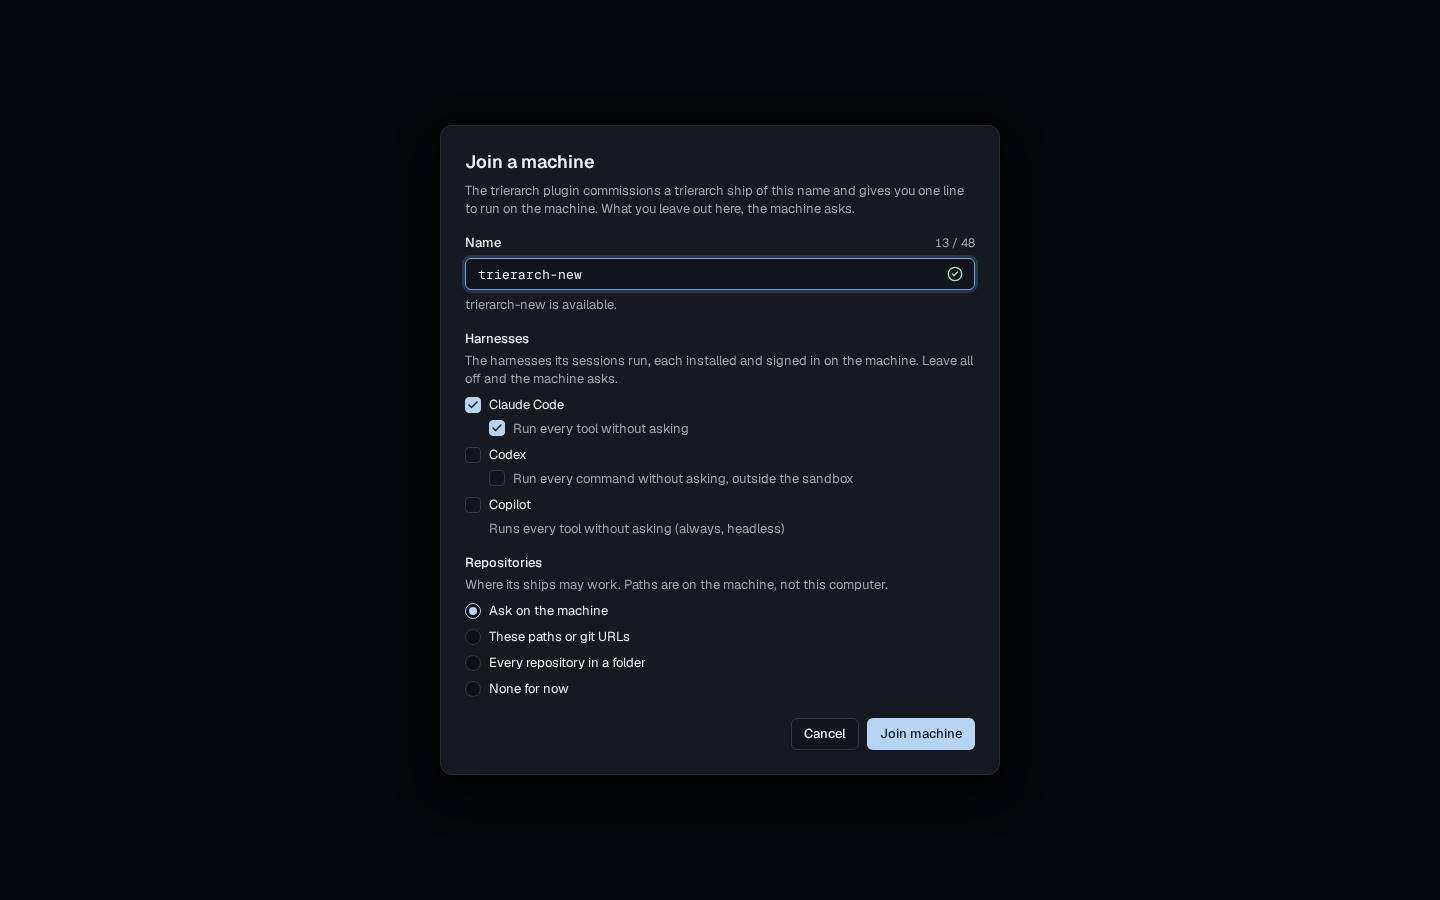 Join a machine
The trierarch plugin commissions a trierarch ship of this name and gives you one line
to run on the machine. What you leave out here, the machine asks.
Name
13 / 48
trierarch-new
trierarch-new is available.
Harnesses
The harnesses its sessions run, each installed and signed in on the machine. Leave all
off and the machine asks.
Claude Code
Run every tool without asking
Codex
Run every command without asking, outside the sandbox
Copilot
Runs every tool without asking (always, headless)
Repositories
Where its ships may work. Paths are on the machine, not this computer.
Ask on the machine
These paths or git URLs
Every repository in a folder
None for now
Cancel
Join machine